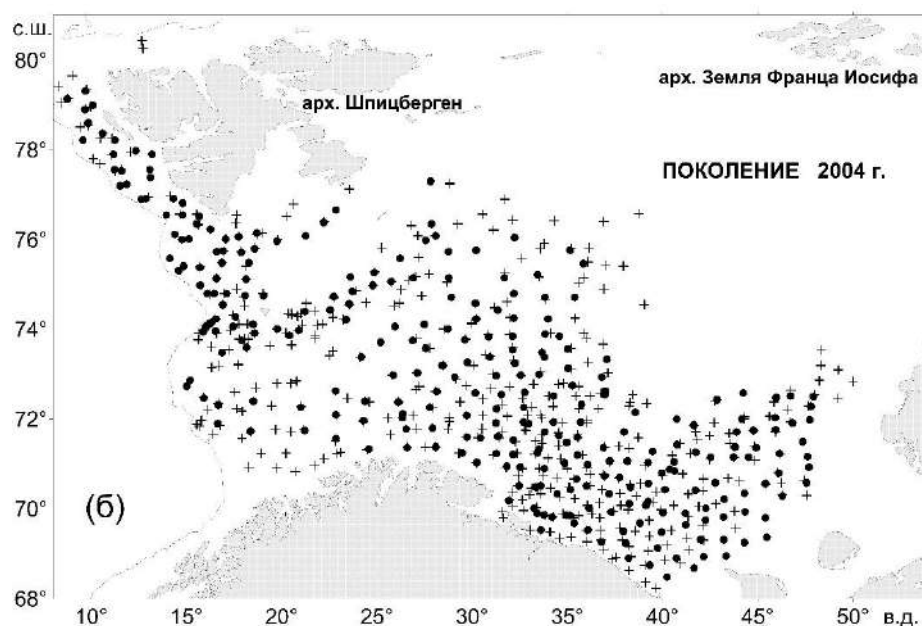 с.ш.
80°
арх. Земля Франца Иосифа
арх. Шпицберген
78°
ПОКОЛЕНИЕ 2004 г.
76°
74°
72°
70°
(б)
68°
10° 15° 20° 25° 30° 35° 40° 45° 50° в.д.